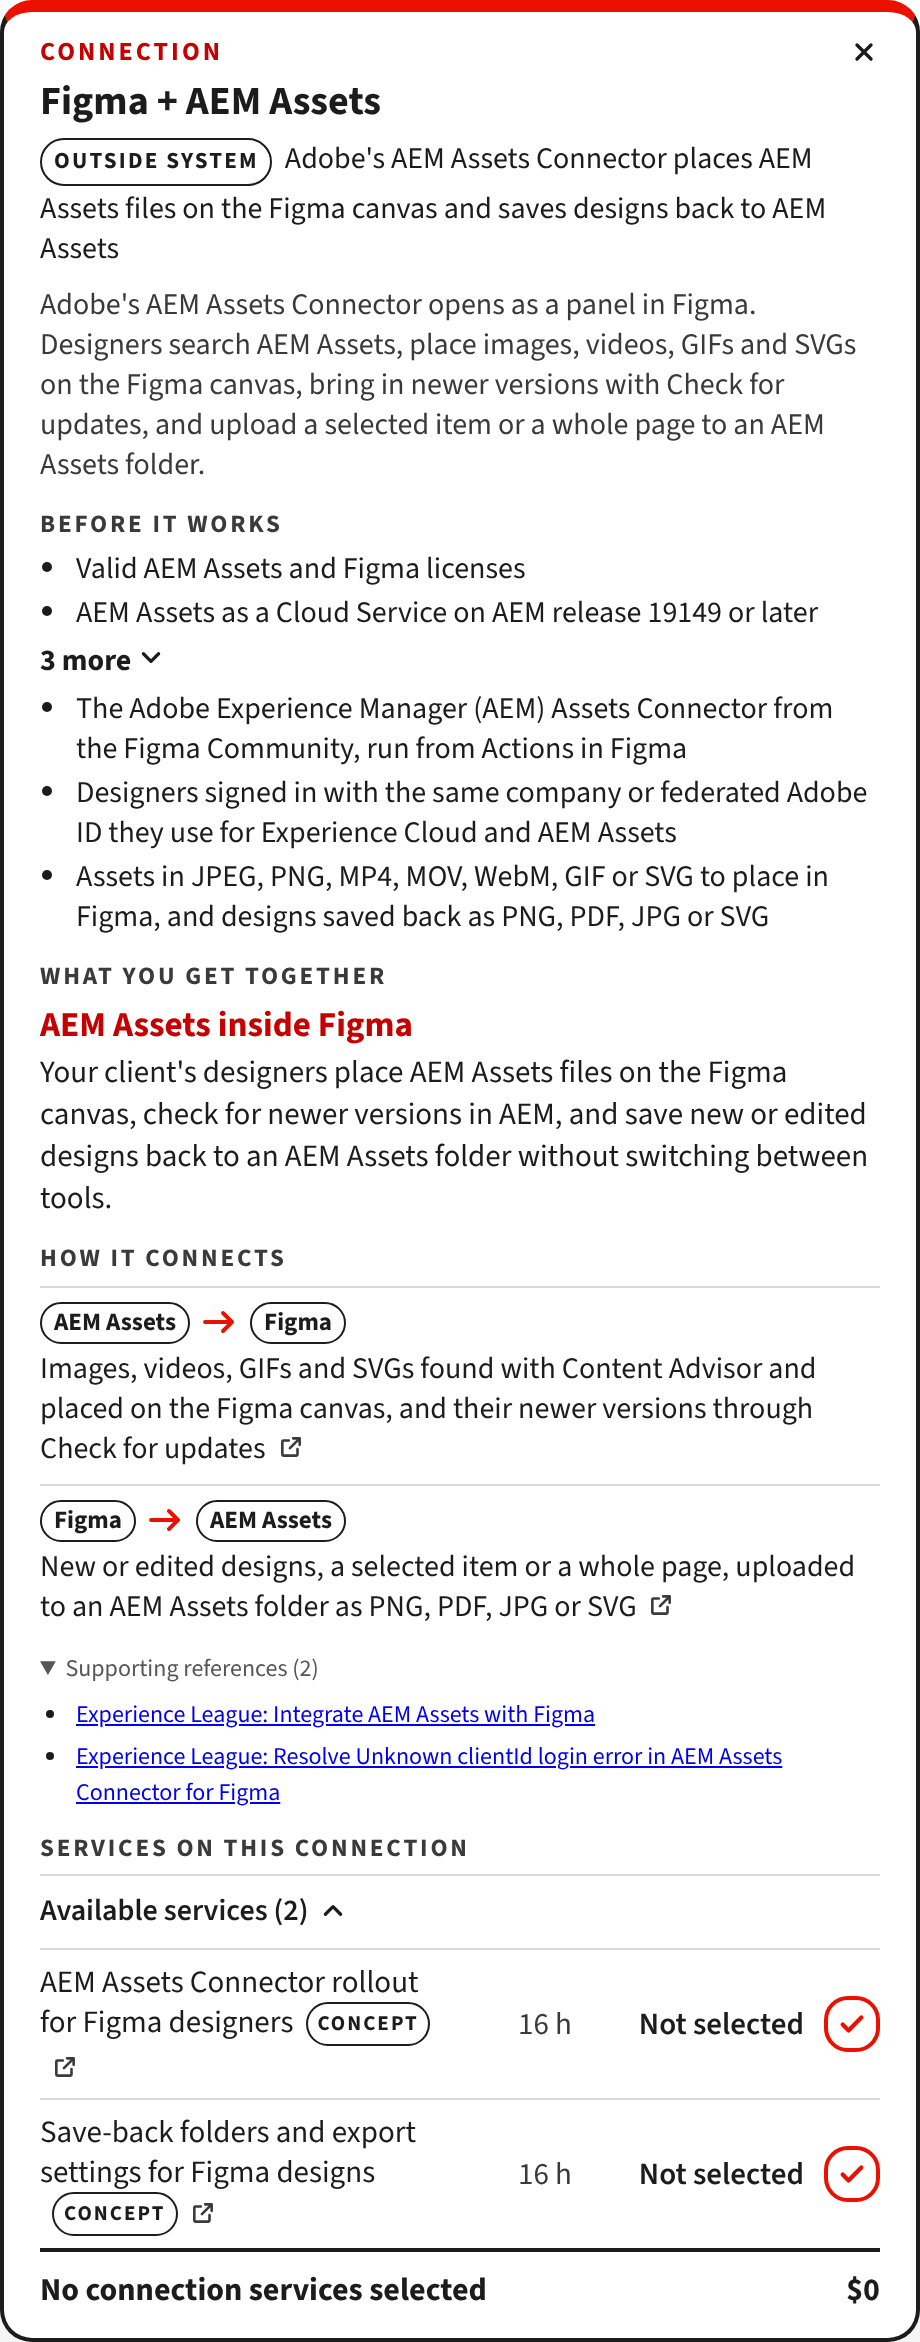 CONNECTION
Figma + AEM Assets
OUTSIDE SYSTEM Adobe's AEM Assets Connector places AEM
Assets files on the Figma canvas and saves designs back to AEM
Assets
Adobe's AEM Assets Connector opens as a panel in Figma.
Designers search AEM Assets, place images, videos, GIFs and SVGs
on the Figma canvas, bring in newer versions with Check for
updates, and upload a selected item or a whole page to an AEM
Assets folder.
BEFORE IT WORKS
• Valid AEM Assets and Figma licenses
• AEM Assets as a Cloud Service on AEM release 19149 or later
3 more
• The Adobe Experience Manager (AEM) Assets Connector from
the Figma Community, run from Actions in Figma
• Designers signed in with the same company or federated Adobe
ID they use for Experience Cloud and AEM Assets
• Assets in JPEG, PNG, MP4, MOV, WebM, GIF or SVG to place in
Figma, and designs saved back as PNG, PDF, JPG or SVG
WHAT YOU GET TOGETHER
AEM Assets inside Figma
Your client's designers place AEM Assets files on the Figma
canvas, check for newer versions in AEM, and save new or edited
designs back to an AEM Assets folder without switching between
tools.
HOW IT CONNECTS
AEM Assets → Figma
Images, videos, GIFs and SVGs found with Content Advisor and
placed on the Figma canvas, and their newer versions through
Check for updates
Figma → AEM Assets
New or edited designs, a selected item or a whole page, uploaded
to an AEM Assets folder as PNG, PDF, JPG or SVG
▼ Supporting references (2)
• Experience League: Integrate AEM Assets with Figma
• Experience League: Resolve Unknown clientId login error in AEM Assets
Connector for Figma
SERVICES ON THIS CONNECTION
Available services (2)
AEM Assets Connector rollout
for Figma designers CONCEPT
16 h Not selected
Save-back folders and export
settings for Figma designs
CONCEPT
16 h Not selected
No connection services selected $0